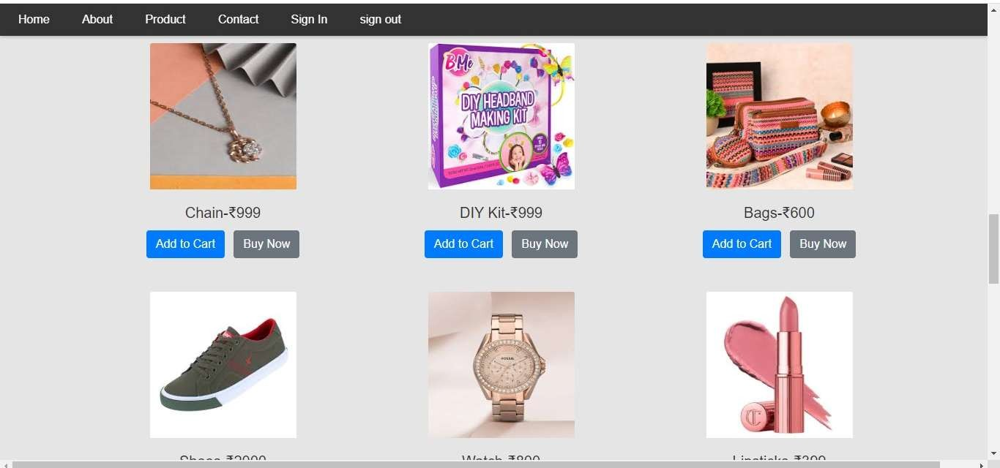 Home About Product Contact Sign In sign out
BMe
DIY HEADBAND
MAKING KIT
Chain-₹999
DIY Kit-₹999
Bags-₹600
Add to Cart Buy Now
Add to Cart Buy Now
Add to Cart Buy Now
FOSSIL
Shoes-₹2000
Watch-₹800
Lipsticks-₹399